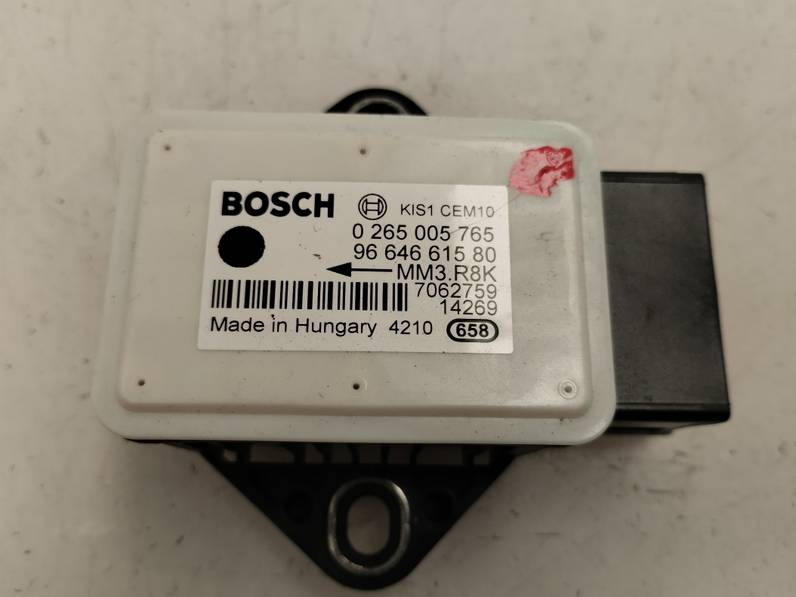 BOSCH KIS1 CEM10
0 265 005 765
96 646 615 80
MM3.R8K
7062759
14269
Made in Hungary 4210 658